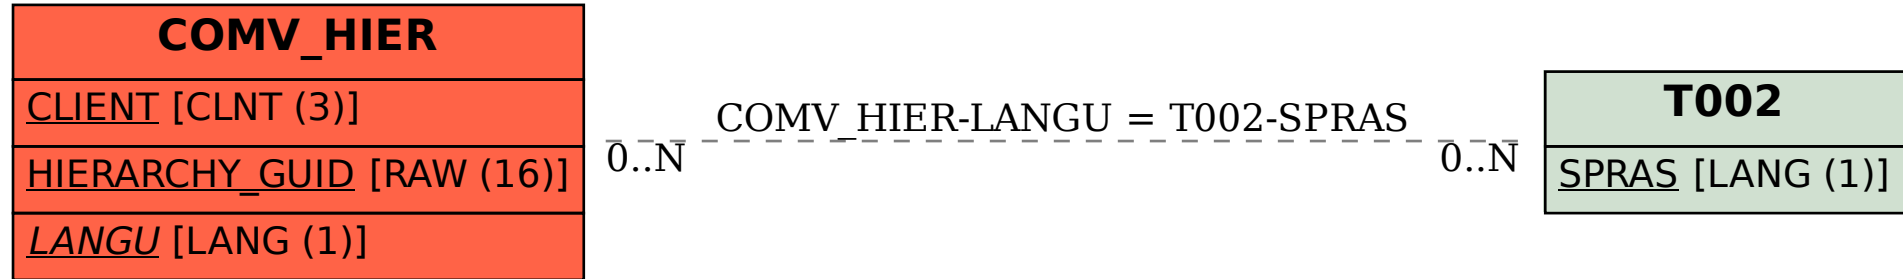 COMV_HIER
CLIENT [CLNT (3)]
HIERARCHY_GUID [RAW (16)]
LANGU [LANG (1)]
COMV_HIER-LANGU = T002-SPRAS
0..N
0..N
T002
SPRAS [LANG (1)]